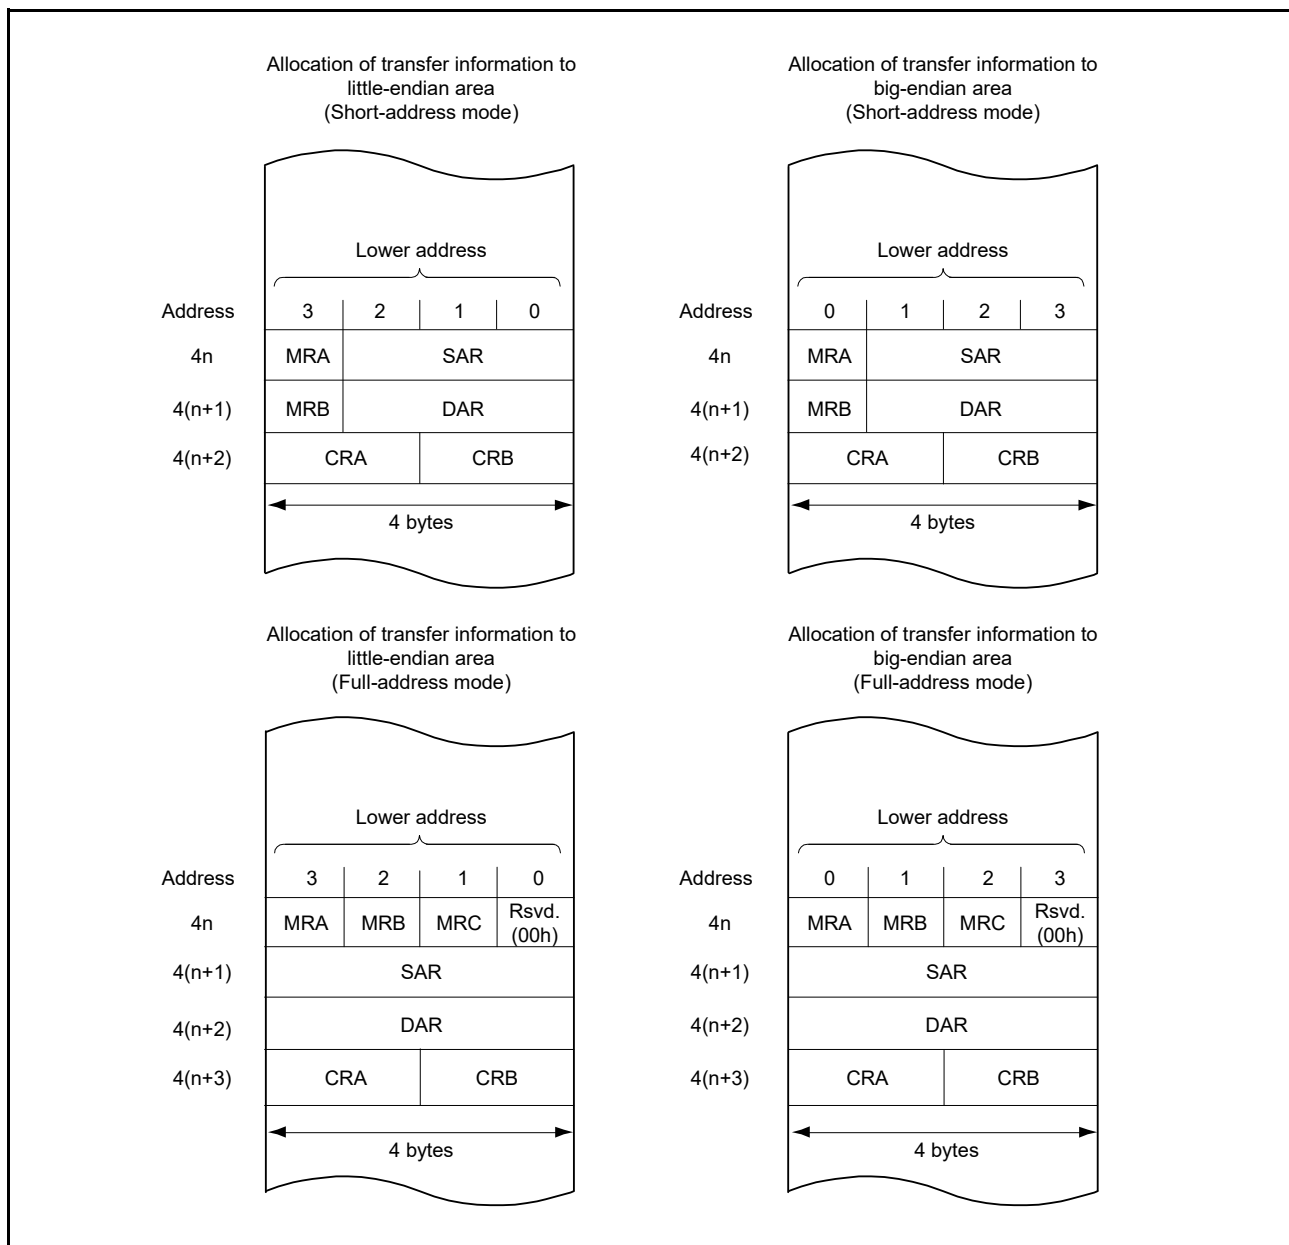 Allocation of transfer information to
little-endian area
(Short-address mode)
Lower address
Address 3 2 1 0
4n MRA SAR
4(n+1) MRB DAR
4(n+2) CRA CRB
4 bytes
Allocation of transfer information to
big-endian area
(Short-address mode)
Lower address
Address 0 1 2 3
4n MRA SAR
4(n+1) MRB DAR
4(n+2) CRA CRB
4 bytes
Allocation of transfer information to
little-endian area
(Full-address mode)
Lower address
Address 3 2 1 0
4n MRA MRB MRC Rsvd.
(00h)
4(n+1) SAR
4(n+2) DAR
4(n+3) CRA CRB
4 bytes
Allocation of transfer information to
big-endian area
(Full-address mode)
Lower address
Address 0 1 2 3
4n MRA MRB MRC Rsvd.
(00h)
4(n+1) SAR
4(n+2) DAR
4(n+3) CRA CRB
4 bytes